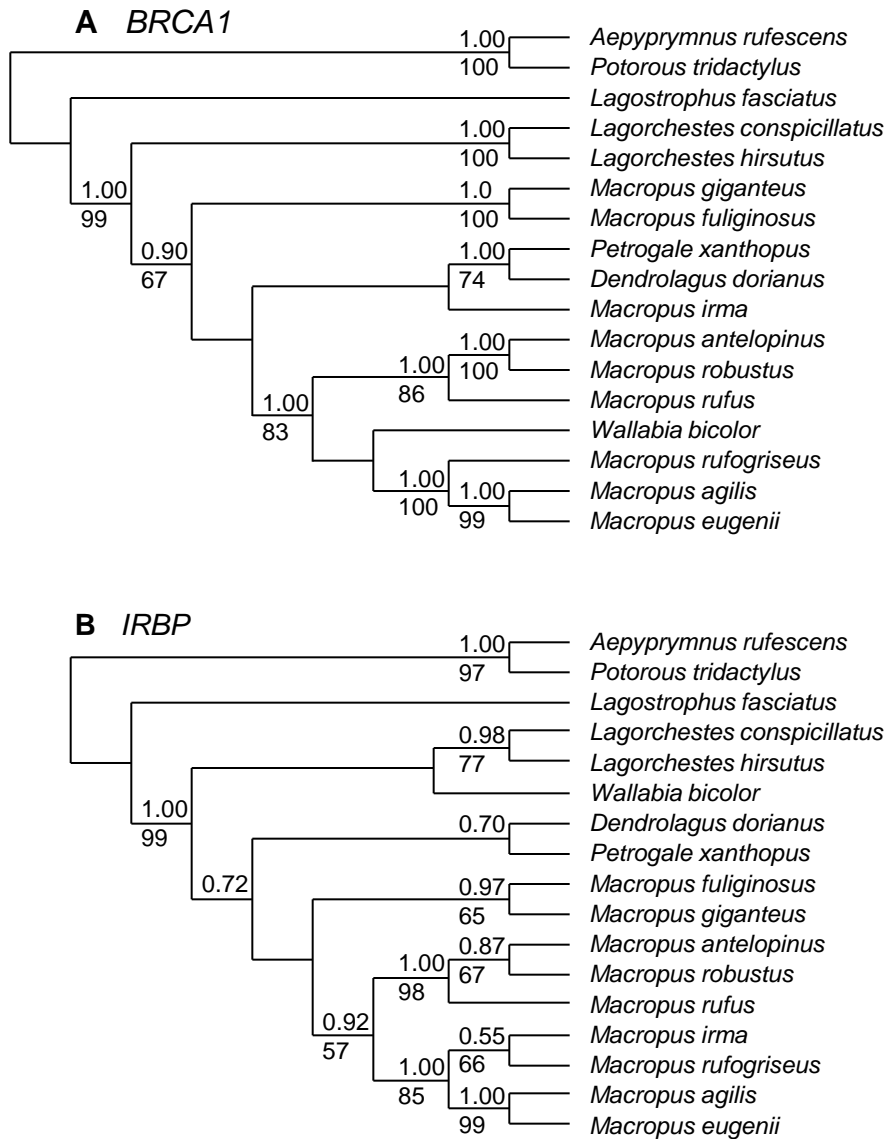 A BRCA1
1.00 Aepyprymnus rufescens
100 Potorous tridactylus
Lagostrophus fasciatus
1.00 Lagorchestes conspicillatus
100 Lagorchestes hirsutus
1.00 1.0 Macropus giganteus
99 100 Macropus fuliginosus
0.90 1.00 Petrogale xanthopus
67 74 Dendrolagus dorianus
Macropus irma
1.00 Macropus antelopinus
1.00 100 Macropus robustus
86 Macropus rufus
1.00
83 Wallabia bicolor
Macropus rufogriseus
1.00 1.00 Macropus agilis
100 99 Macropus eugenii
B IRBP
1.00 Aepyprymnus rufescens
97 Potorous tridactylus
Lagostrophus fasciatus
0.98 Lagorchestes conspicillatus
77 Lagorchestes hirsutus
Wallabia bicolor
1.00
99 0.70 Dendrolagus dorianus
Petrogale xanthopus
0.72 0.97 Macropus fuliginosus
65 Macropus giganteus
0.87 Macropus antelopinus
1.00 67 Macropus robustus
98 Macropus rufus
0.92 0.55 Macropus irma
57 66 Macropus rufogriseus
1.00 1.00 Macropus agilis
85 99 Macropus eugenii